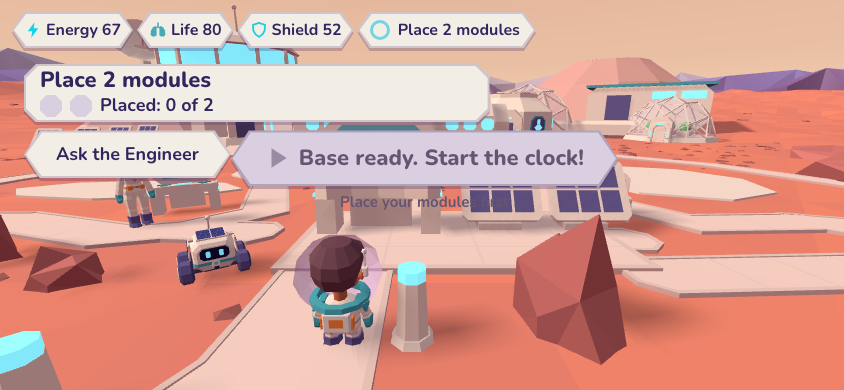 Energy 67
Life 80
Shield 52
Place 2 modules
Place 2 modules
Placed: 0 of 2
Ask the Engineer
Base ready. Start the clock!
Place your modules